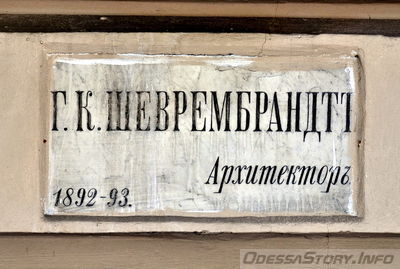 Г. К. ШЕВРЕМБРАНДТЪ
Архитекторъ
1892-93.
OdessaStory.Info